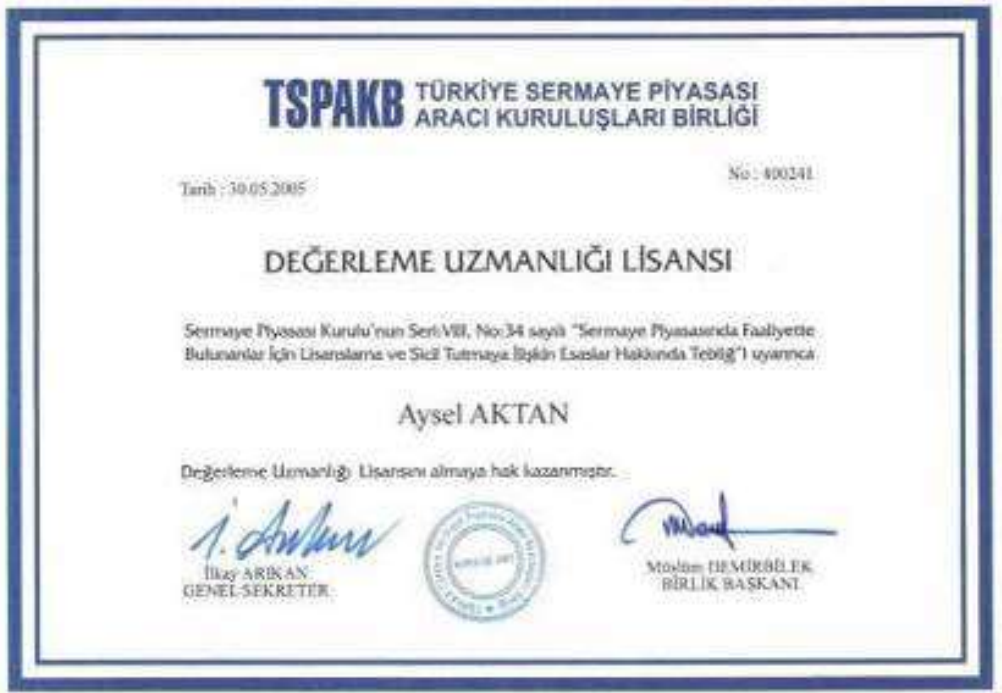 TSPAKB TÜRKİYE SERMAYE PİYASASI
ARACI KURULUŞLARI BİRLİĞİ
Tarih : 30.05.2005
No : 400241
DEĞERLEME UZMANLIĞI LİSANSI
Sermaye Piyasası Kurulu'nun Seri:VIII, No:34 sayılı "Sermaye Piyasasında Faaliyette
Bulunanlar İçin Lisanslama ve Sicil Tutmaya İlişkin Esaslar Hakkında Tebliğ"i uyarınca
Aysel AKTAN
Değerleme Uzmanlığı Lisansını almaya hak kazanmıştır.
İlkay ARIKAN
GENEL SEKRETER
Müslüm DEMİRBİLEK
BİRLİK BAŞKANI